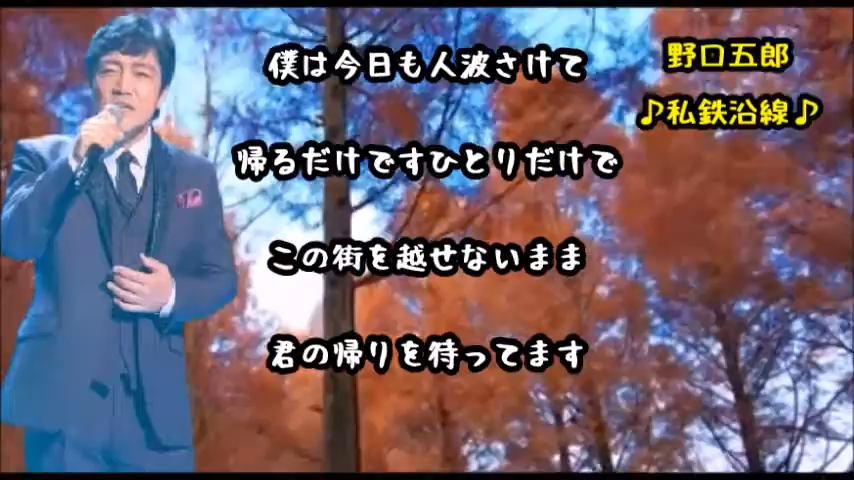 野口五郎
♪私鉄沿線♪
僕は今日も人波さけて
帰るだけですひとりだけで
この街を越せないまま
君の帰りを待ってます